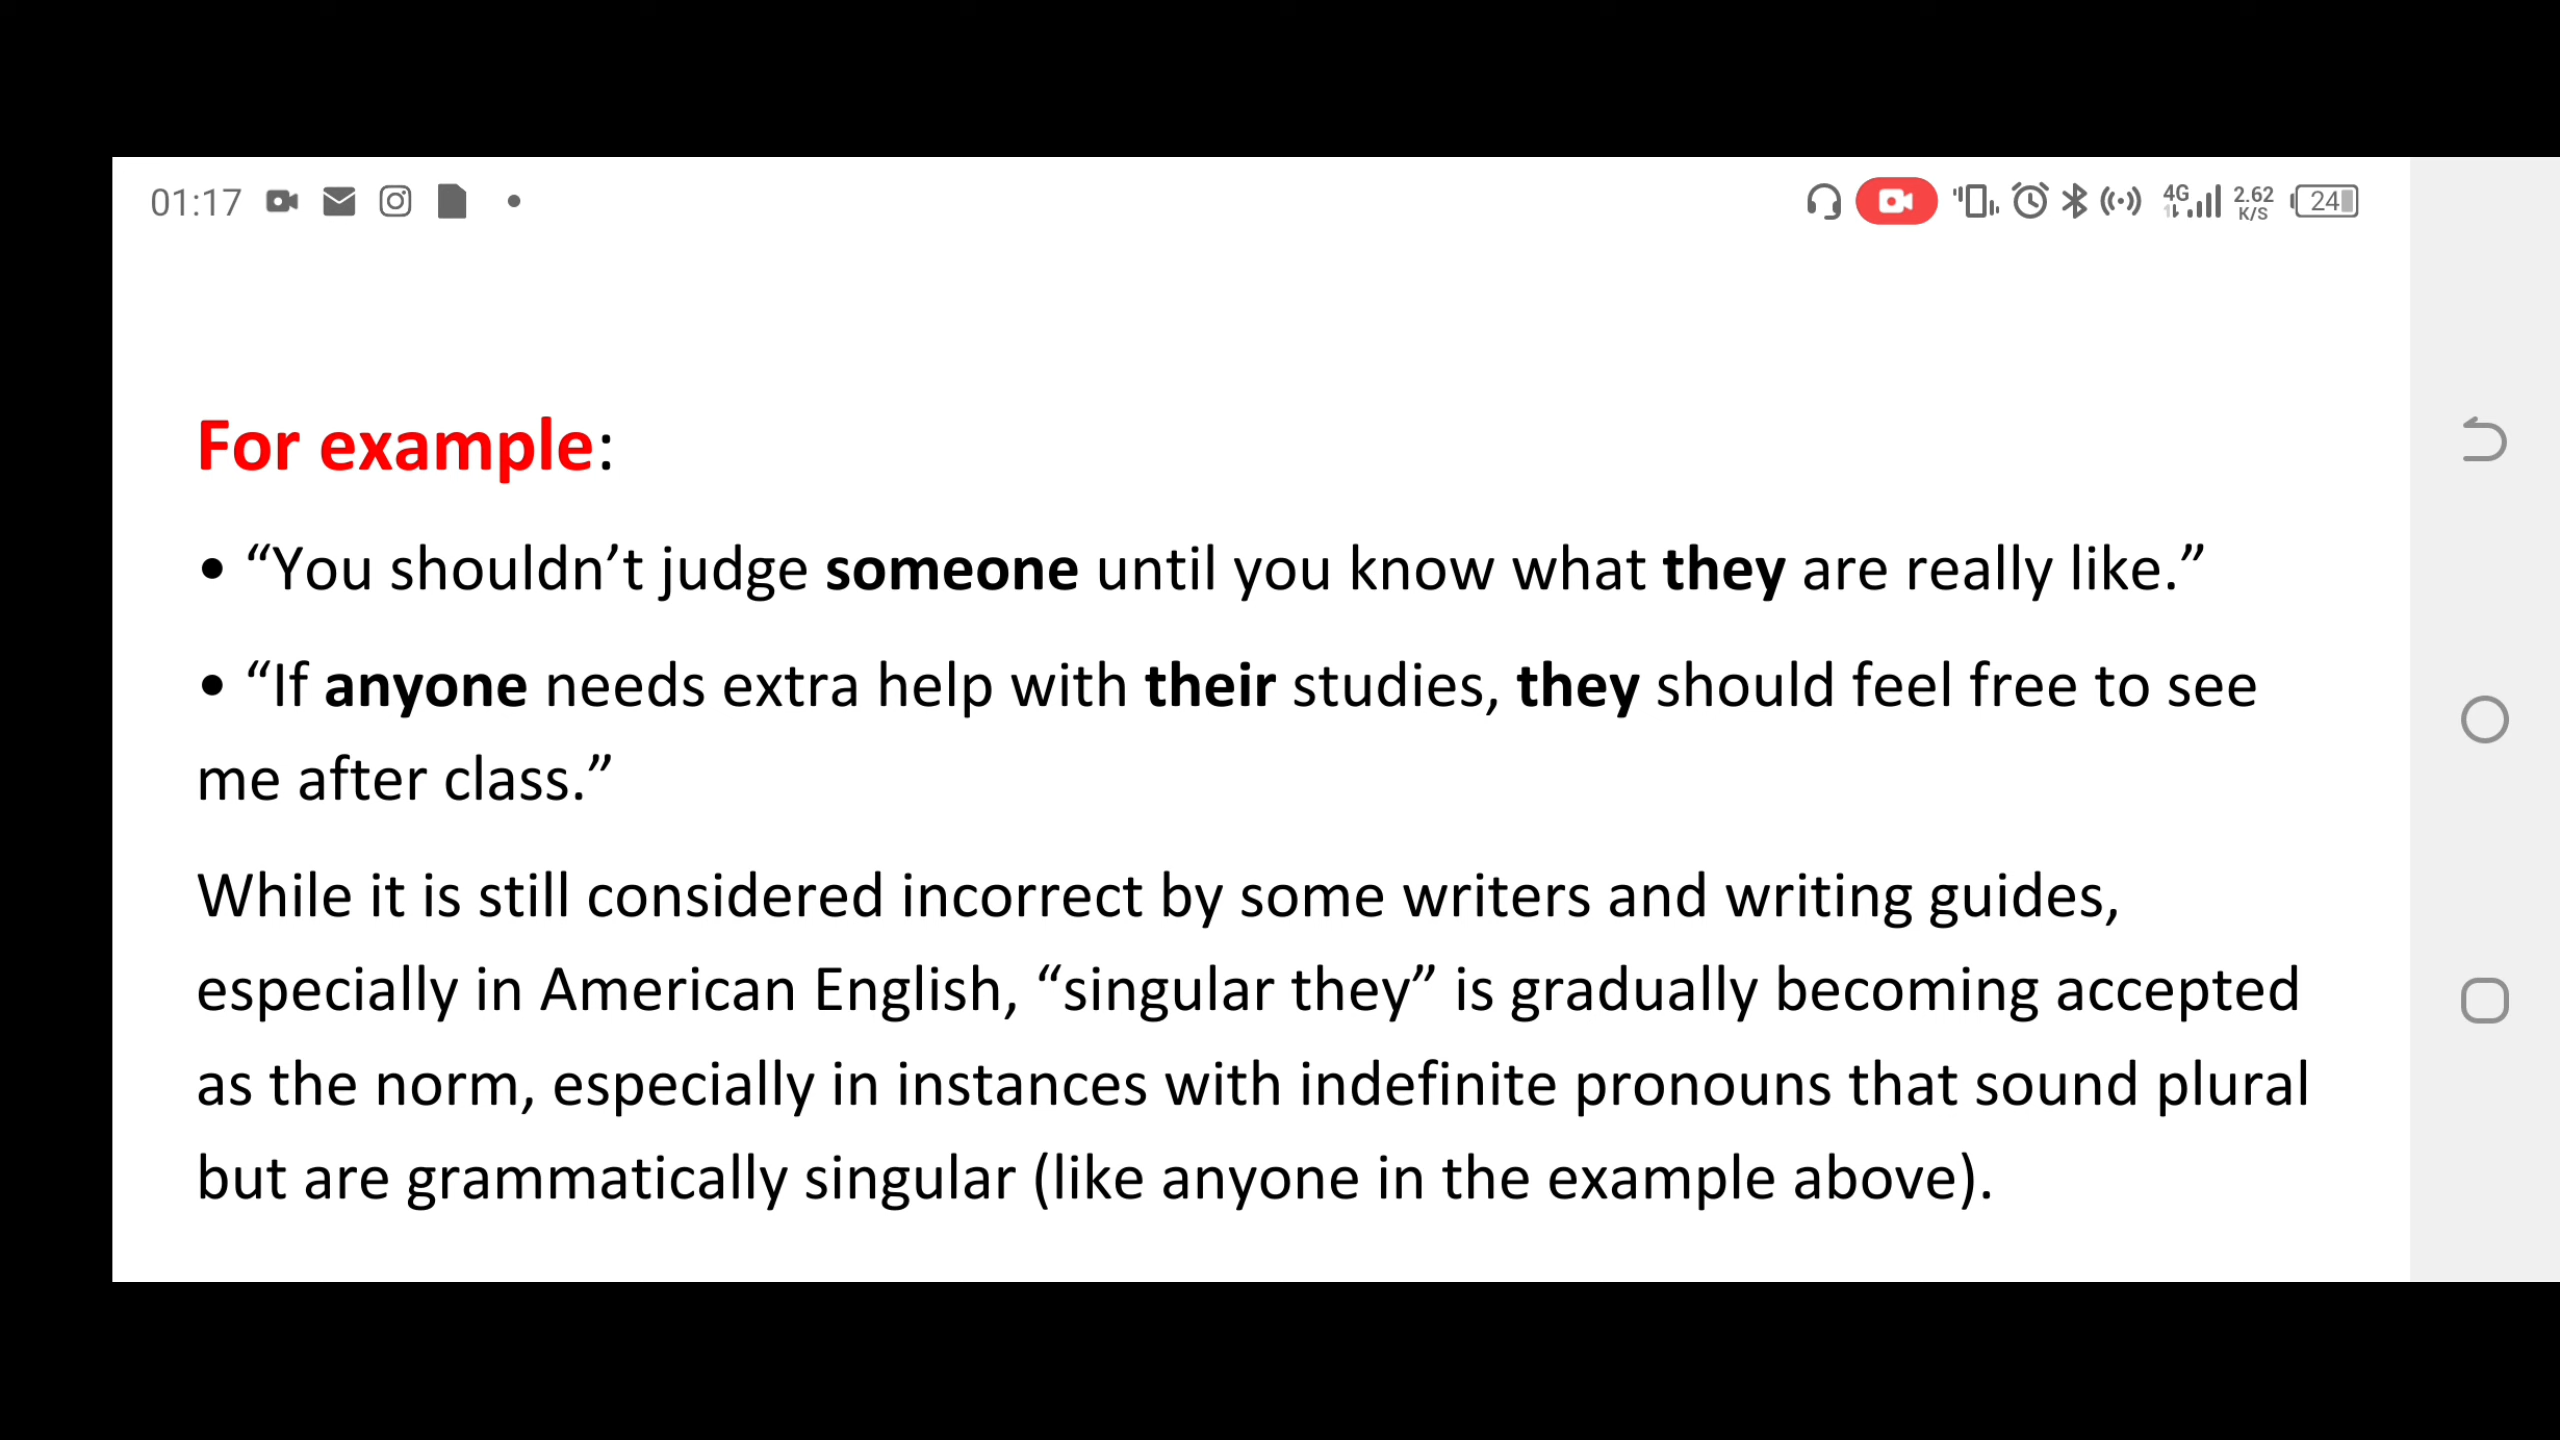 01:17
4G 2.62 K/S 24
For example:
• “You shouldn’t judge someone until you know what they are really like.”
• “If anyone needs extra help with their studies, they should feel free to see
me after class.”
While it is still considered incorrect by some writers and writing guides,
especially in American English, “singular they” is gradually becoming accepted
as the norm, especially in instances with indefinite pronouns that sound plural
but are grammatically singular (like anyone in the example above).